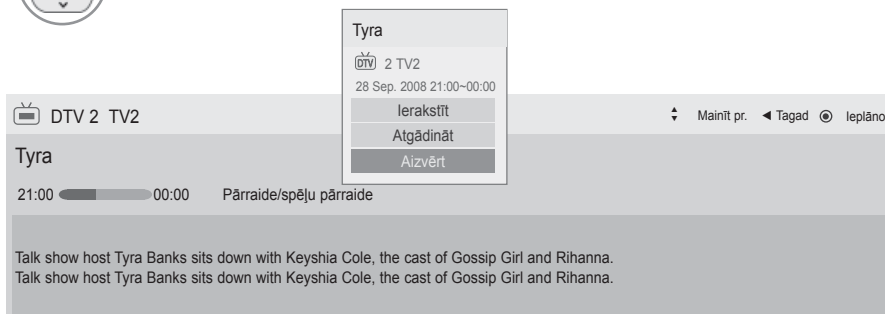 Tyra
DTV 2 TV2
28 Sep. 2008 21:00~00:00
Ierakstīt
Atgādināt
Aizvērt
DTV 2 TV2
Mainīt pr. ◀ Tagad ◉ Ieplāno
Tyra
21:00 00:00 Pārraide/spēļu pārraide
Talk show host Tyra Banks sits down with Keyshia Cole, the cast of Gossip Girl and Rihanna.
Talk show host Tyra Banks sits down with Keyshia Cole, the cast of Gossip Girl and Rihanna.